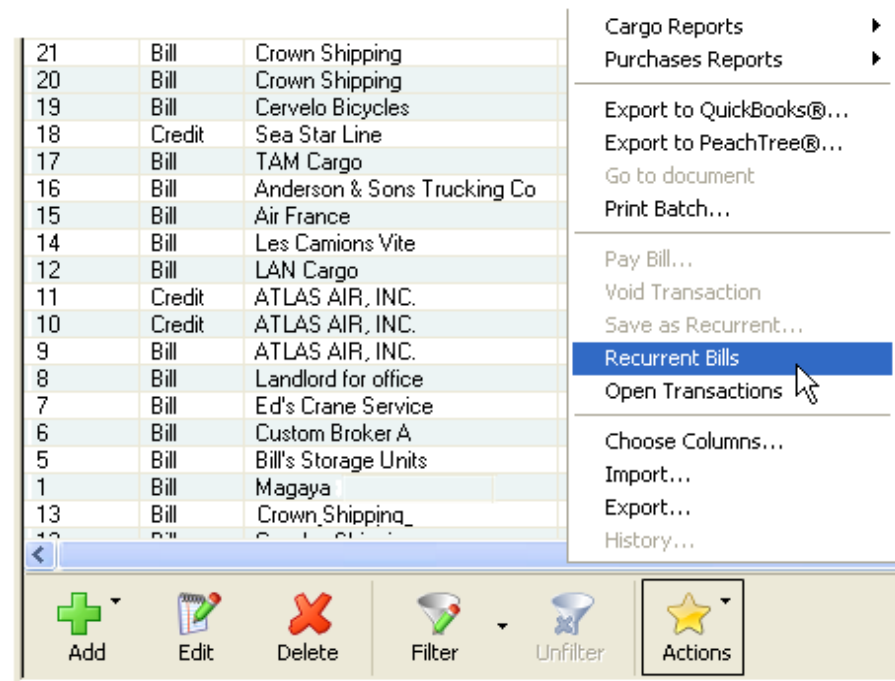 21 Bill Crown Shipping
20 Bill Crown Shipping
19 Bill Cervelo Bicycles
18 Credit Sea Star Line
17 Bill TAM Cargo
16 Bill Anderson & Sons Trucking Co
15 Bill Air France
14 Bill Les Camions Vite
12 Bill LAN Cargo
11 Credit ATLAS AIR, INC.
10 Credit ATLAS AIR, INC.
9 Bill ATLAS AIR, INC.
8 Bill Landlord for office
7 Bill Ed's Crane Service
6 Bill Custom Broker A
5 Bill Bill's Storage Units
1 Bill Magaya
13 Bill Crown Shipping
Cargo Reports
Purchases Reports
Export to QuickBooks®...
Export to PeachTree®...
Go to document
Print Batch...
Pay Bill...
Void Transaction
Save as Recurrent...
Recurrent Bills
Open Transactions
Choose Columns...
Import...
Export...
History...
Add Edit Delete Filter Unfilter Actions